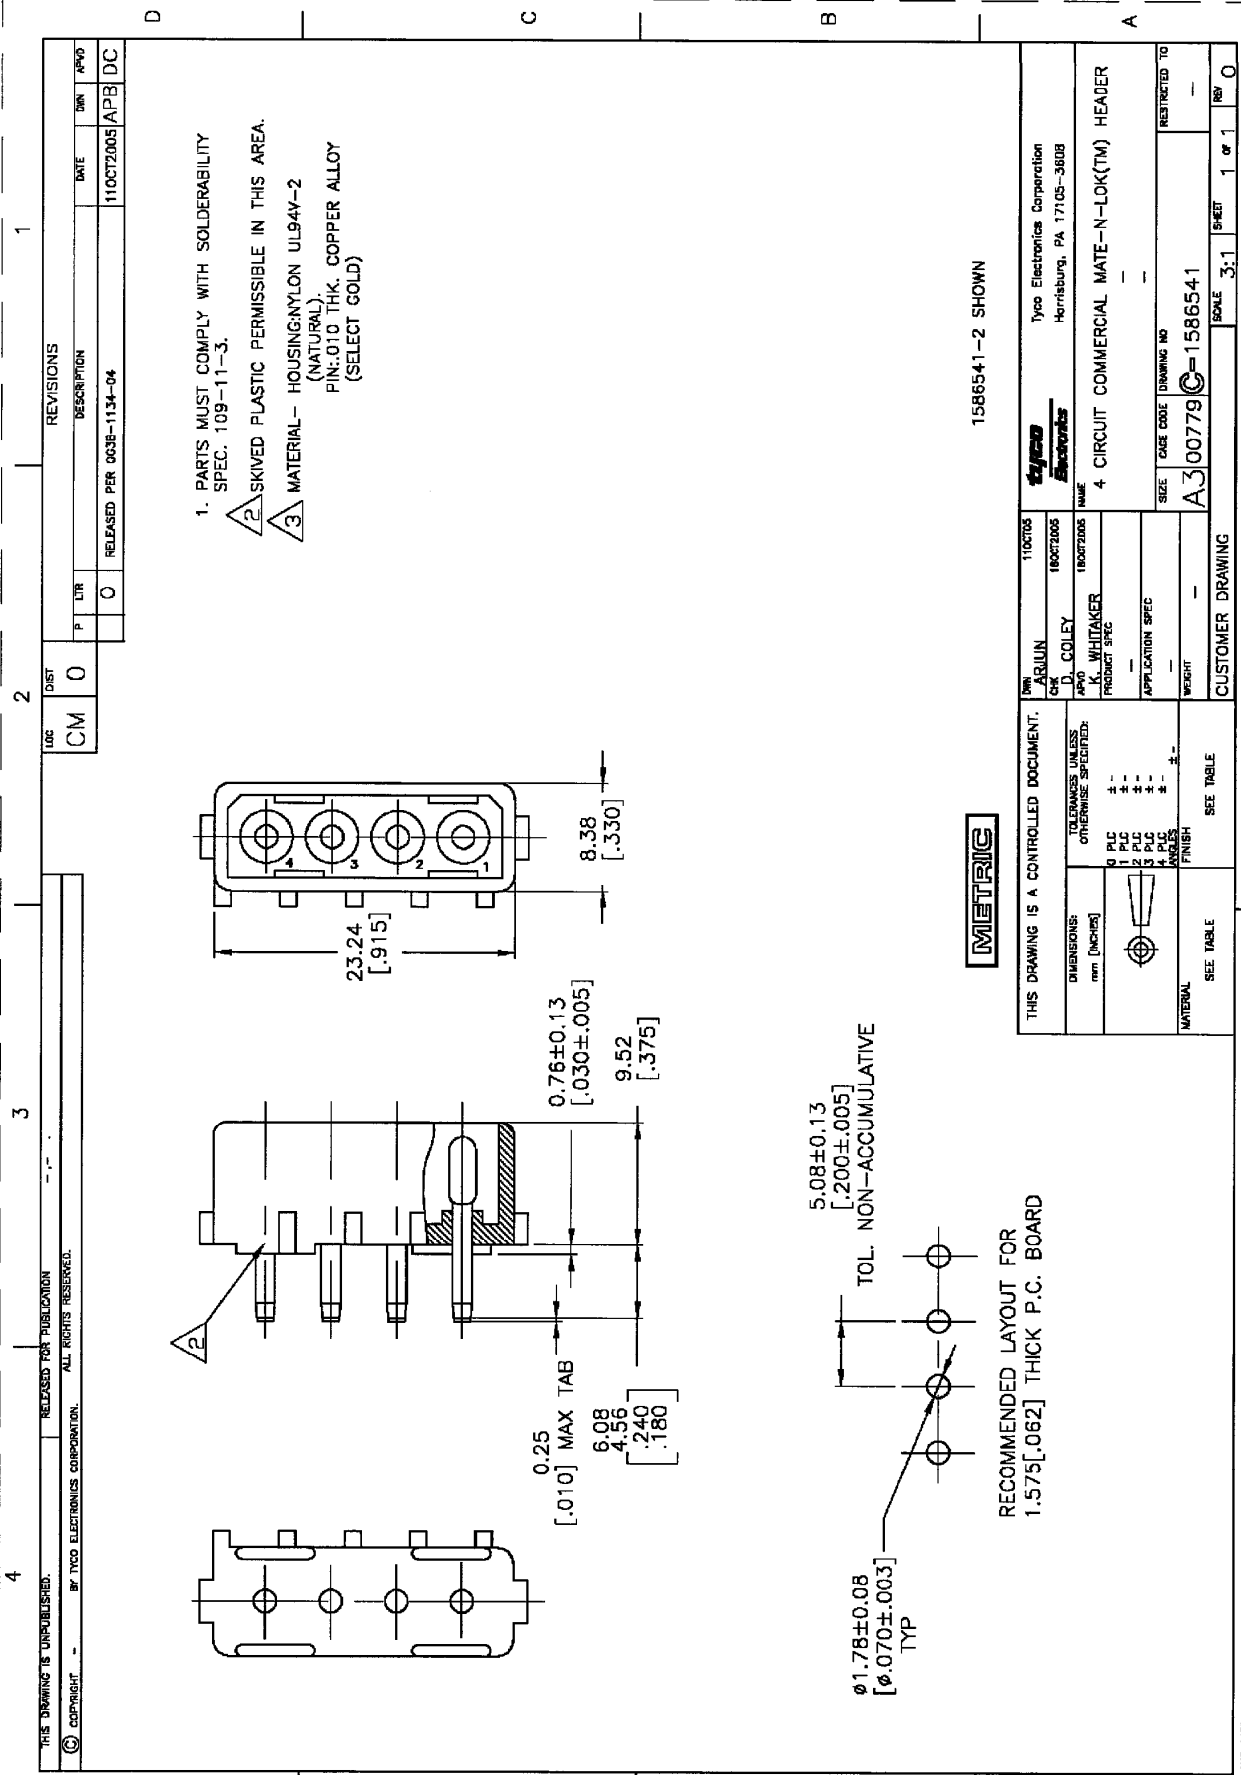 4
3
2
1
THIS DRAWING IS UNPUBLISHED.
RELEASED FOR PUBLICATION
© COPYRIGHT -
BY TYCO ELECTRONICS CORPORATION.
ALL RIGHTS RESERVED.
LOC
DIST
CM
0
REVISIONS
P
LTR
DESCRIPTION
DATE
DWN
APVD
O
RELEASED PER 0G3B-1134-04
11OCT2005
APB
DC
D
C
B
A
1. PARTS MUST COMPLY WITH SOLDERABILITY
SPEC. 109-11-3.
2 SKIVED PLASTIC PERMISSIBLE IN THIS AREA.
3 MATERIAL- HOUSING:NYLON UL94V-2
(NATURAL).
PIN:.010 THK. COPPER ALLOY
(SELECT GOLD)
2
4
3
2
1
23.24
[.915]
8.38
[.330]
0.76±0.13
[.030±.005]
9.52
[.375]
0.25
[.010] MAX TAB
6.08
4.56
[.240
.180]
5.08±0.13
[.200±.005]
TOL. NON-ACCUMULATIVE
ø1.78±0.08
[ø.070±.003]
TYP
RECOMMENDED LAYOUT FOR
1.575[.062] THICK P.C. BOARD
1586541-2 SHOWN
METRIC
THIS DRAWING IS A CONTROLLED DOCUMENT.
DIMENSIONS:
mm [INCHES]
TOLERANCES UNLESS
OTHERWISE SPECIFIED:
0 PLC ± -
1 PLC ± -
2 PLC ± -
3 PLC ± -
4 PLC ± -
ANGLES ± -
MATERIAL
SEE TABLE
FINISH
SEE TABLE
DWN
ARJUN
11OCT05
CHK
D. COLEY
18OCT2005
APVD
K. WHITAKER
18OCT2005
PRODUCT SPEC
-
APPLICATION SPEC
-
WEIGHT
-
CUSTOMER DRAWING
tyco
Electronics
Tyco Electronics Corporation
Harrisburg, PA 17105-3608
NAME
4 CIRCUIT COMMERCIAL MATE-N-LOK(TM) HEADER
-
-
SIZE
CAGE CODE
DRAWING NO
RESTRICTED TO
A3
00779
C=1586541
-
SCALE
3:1
SHEET
1 OF 1
REV
O